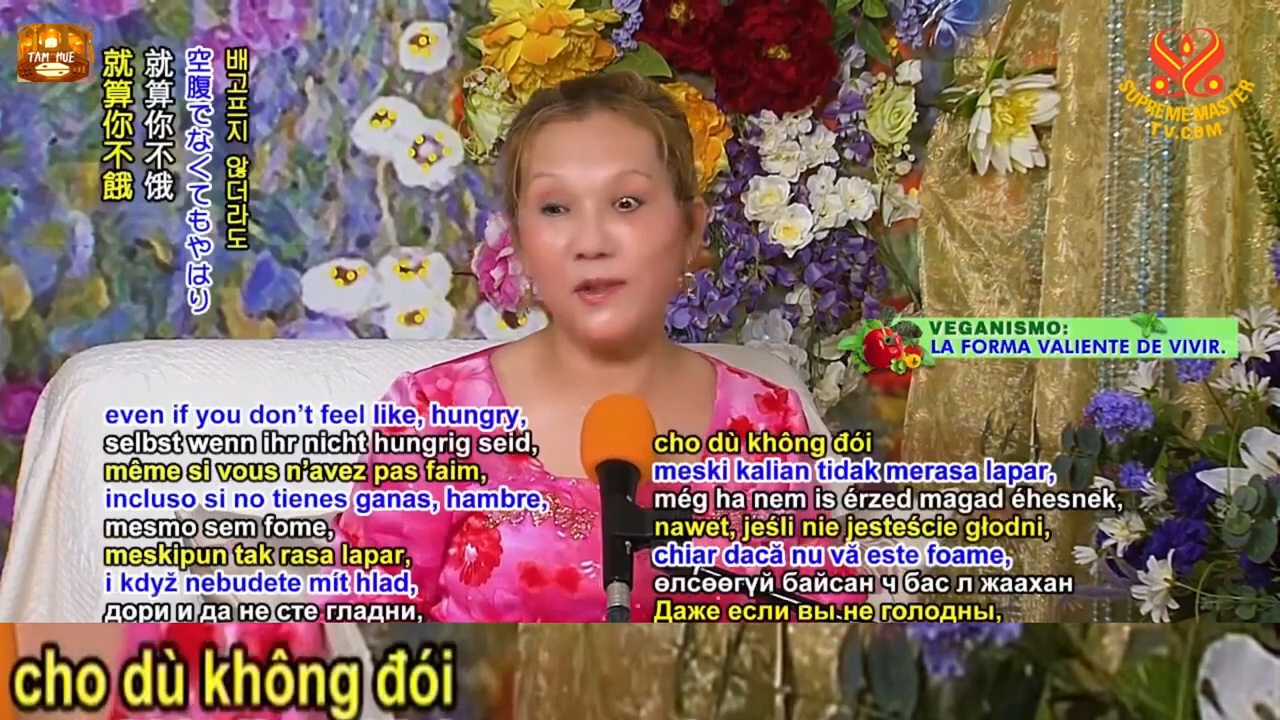 TAM HUE
就算你不餓
就算你不饿
空腹でなくてもやはり
배고프지 않더라도
SUPREME MASTER
TV.COM
VEGANISMO:
LA FORMA VALIENTE DE VIVIR.
even if you don't feel like, hungry,
selbst wenn ihr nicht hungrig seid,
même si vous n'avez pas faim,
incluso si no tienes ganas, hambre,
mesmo sem fome,
meskipun tak rasa lapar,
i když nebudete mít hlad,
дори и да не сте гладни,
cho dù không đói
meski kalian tidak merasa lapar,
még ha nem is érzed magad éhesnek,
nawet, jeśli nie jesteście głodni,
chiar dacă nu vă este foame,
өлсөөгүй байсан ч бас л жаахан
Даже если вы не голодны,
cho dù không đói